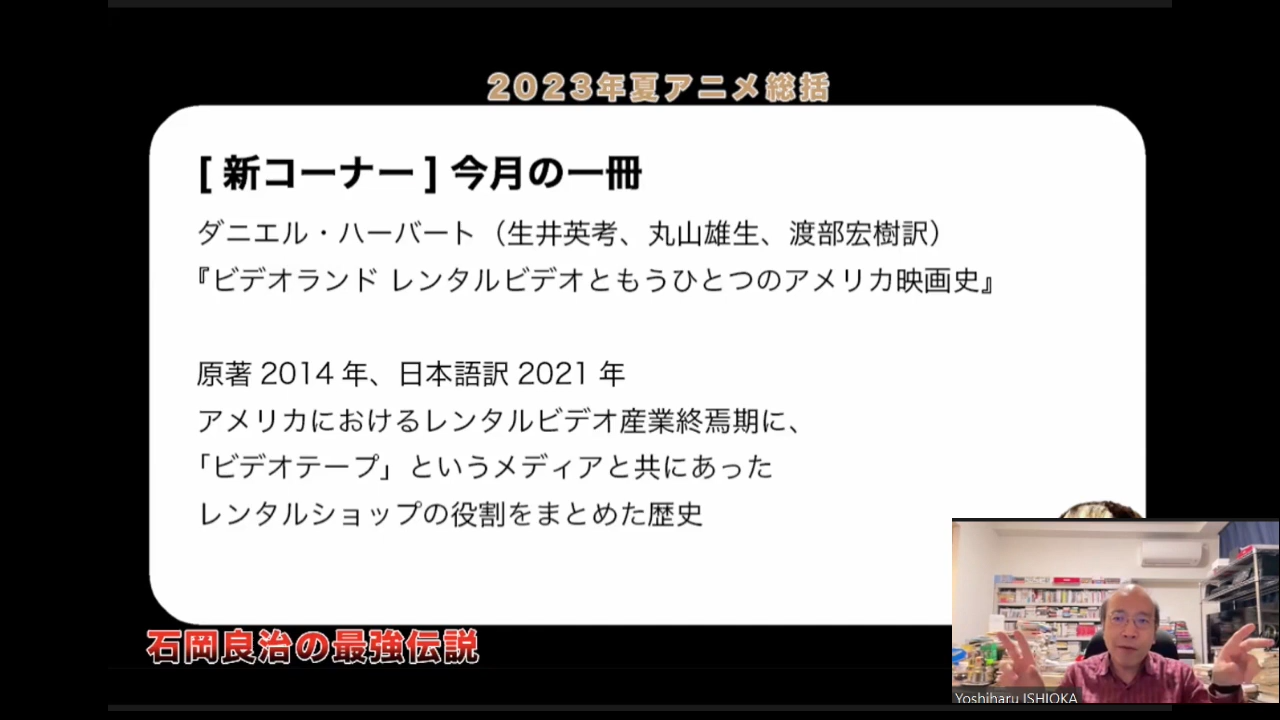 2023年夏アニメ総括
[ 新コーナー ] 今月の一冊
ダニエル・ハーバート（生井英考、丸山雄生、渡部宏樹訳）
『ビデオランド レンタルビデオともうひとつのアメリカ映画史』
原著 2014 年、日本語訳 2021 年
アメリカにおけるレンタルビデオ産業終焉期に、
「ビデオテープ」というメディアと共にあった
レンタルショップの役割をまとめた歴史
石岡良治の最強伝説
Yoshiharu ISHIOKA